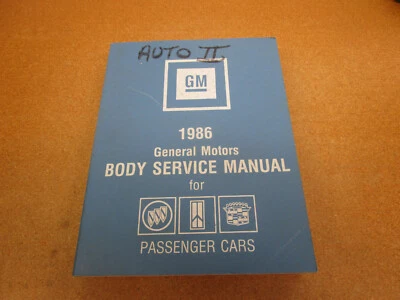 AUTO II
GM
1986
General Motors
BODY SERVICE MANUAL
for
PASSENGER CARS